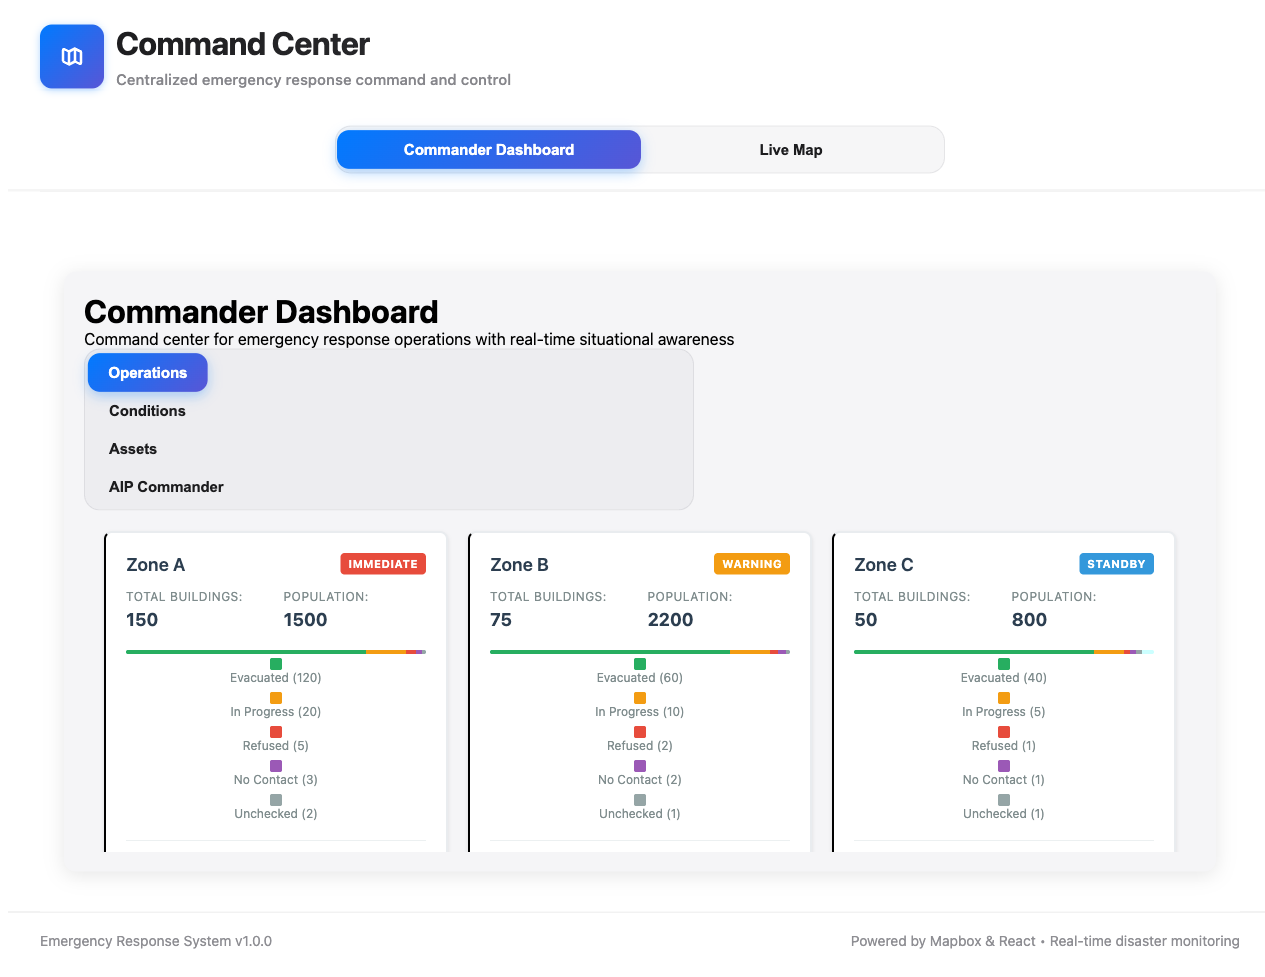 Command Center
Centralized emergency response command and control
Commander Dashboard
Live Map
Commander Dashboard
Command center for emergency response operations with real-time situational awareness
Operations
Conditions
Assets
AIP Commander
Zone A
IMMEDIATE
TOTAL BUILDINGS:
POPULATION:
150
1500
Evacuated (120)
In Progress (20)
Refused (5)
No Contact (3)
Unchecked (2)
Zone B
WARNING
TOTAL BUILDINGS:
POPULATION:
75
2200
Evacuated (60)
In Progress (10)
Refused (2)
No Contact (2)
Unchecked (1)
Zone C
STANDBY
TOTAL BUILDINGS:
POPULATION:
50
800
Evacuated (40)
In Progress (5)
Refused (1)
No Contact (1)
Unchecked (1)
Emergency Response System v1.0.0
Powered by Mapbox & React • Real-time disaster monitoring